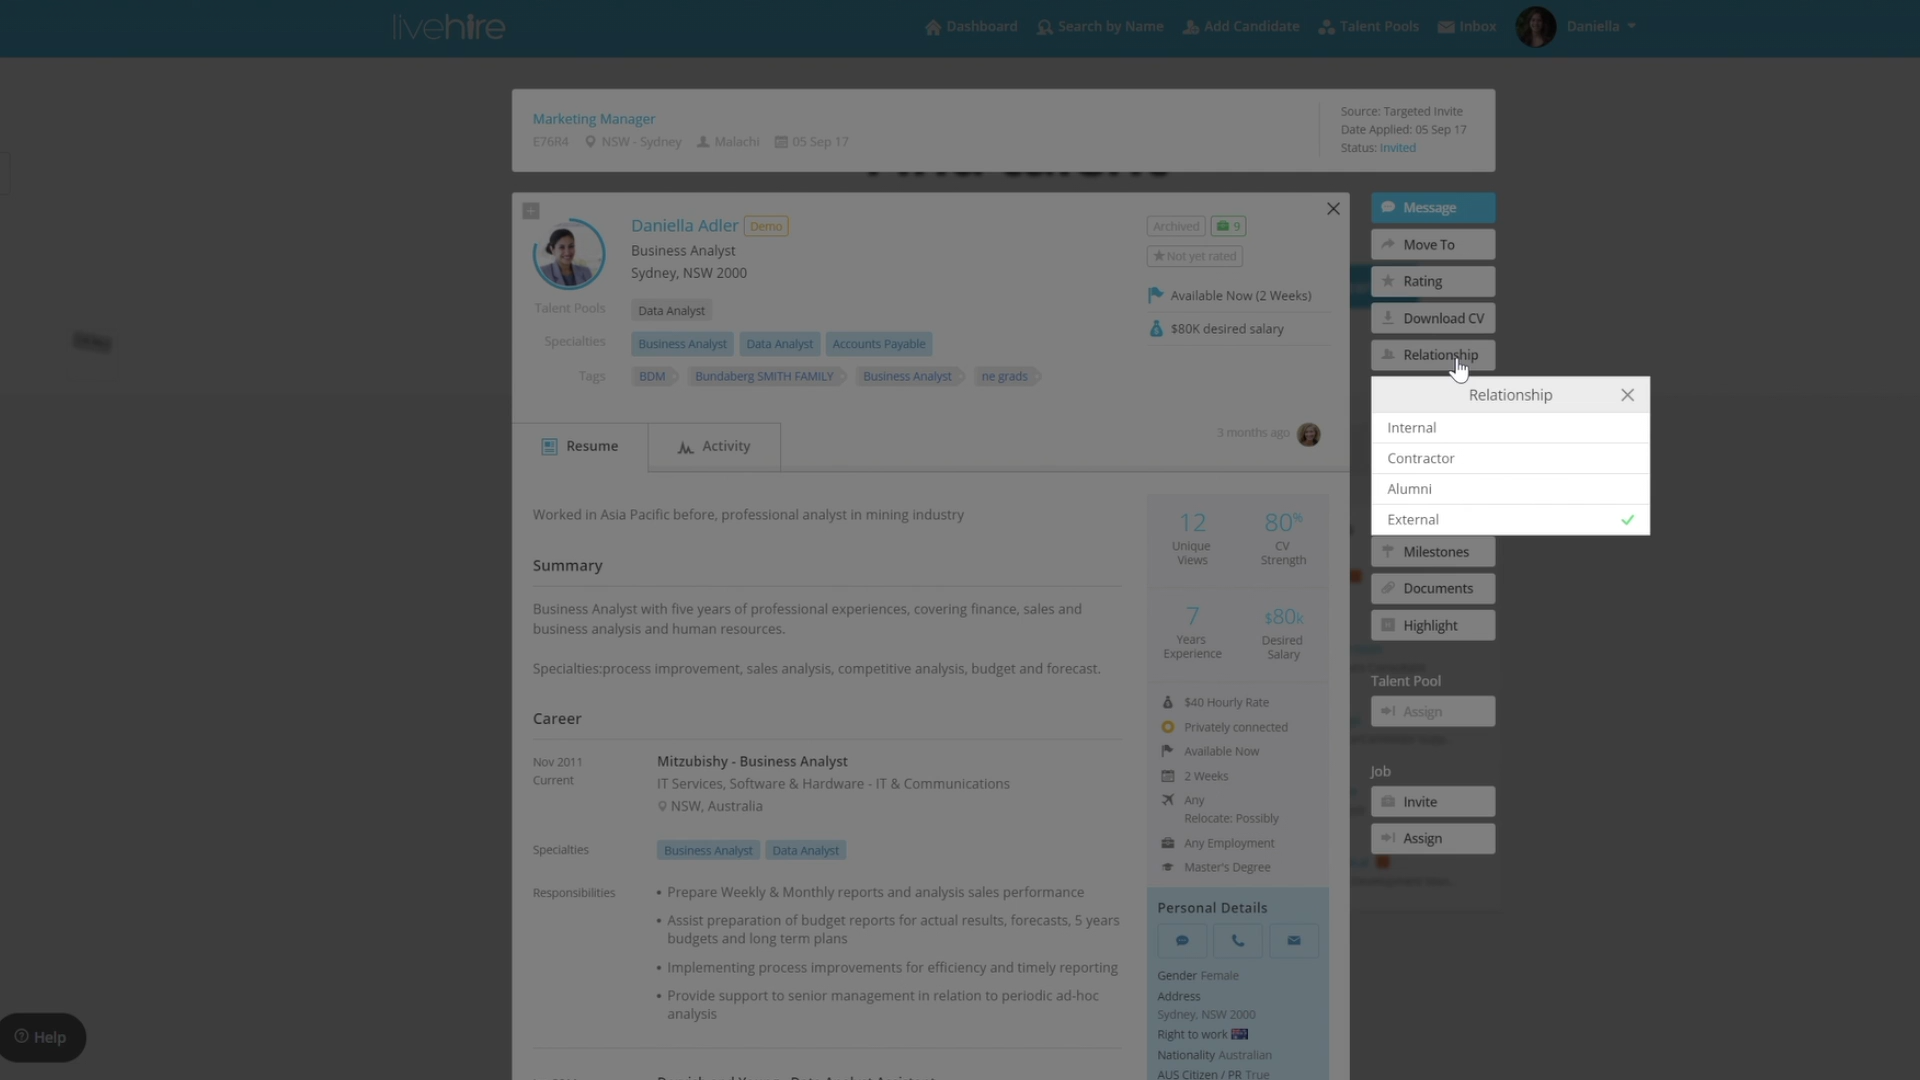 livehire
Dashboard
Search by Name
Add Candidate
Talent Pools
Inbox
Daniella
Marketing Manager
E76R4
NSW - Sydney
Malachi
05 Sep 17
Source: Targeted Invite
Date Applied: 05 Sep 17
Status: Invited
Daniella Adler
Demo
Business Analyst
Sydney, NSW 2000
Archived
9
Not yet rated
Available Now (2 Weeks)
$80K desired salary
Talent Pools
Data Analyst
Specialties
Business Analyst
Data Analyst
Accounts Payable
Tags
BDM
Bundaberg SMITH FAMILY
Business Analyst
ne grads
Resume
Activity
3 months ago
Message
Move To
Rating
Download CV
Relationship
Relationship
Internal
Contractor
Alumni
External
Milestones
Documents
Highlight
Talent Pool
Assign
Job
Invite
Assign
Worked in Asia Pacific before, professional analyst in mining industry
Summary
Business Analyst with five years of professional experiences, covering finance, sales and
business analysis and human resources.
Specialties:process improvement, sales analysis, competitive analysis, budget and forecast.
Career
Nov 2011
Current
Mitzubishy - Business Analyst
IT Services, Software & Hardware - IT & Communications
NSW, Australia
Specialties
Business Analyst
Data Analyst
Responsibilities
• Prepare Weekly & Monthly reports and analysis sales performance
• Assist preparation of budget reports for actual results, forecasts, 5 years
budgets and long term plans
• Implementing process improvements for efficiency and timely reporting
• Provide support to senior management in relation to periodic ad-hoc
analysis
12
Unique
Views
80%
CV
Strength
7
Years
Experience
$80k
Desired
Salary
$40 Hourly Rate
Privately connected
Available Now
2 Weeks
Any
Relocate: Possibly
Any Employment
Master's Degree
Personal Details
Gender Female
Address
Sydney, NSW 2000
Right to work
Nationality Australian
AUS Citizen / PR True
Help